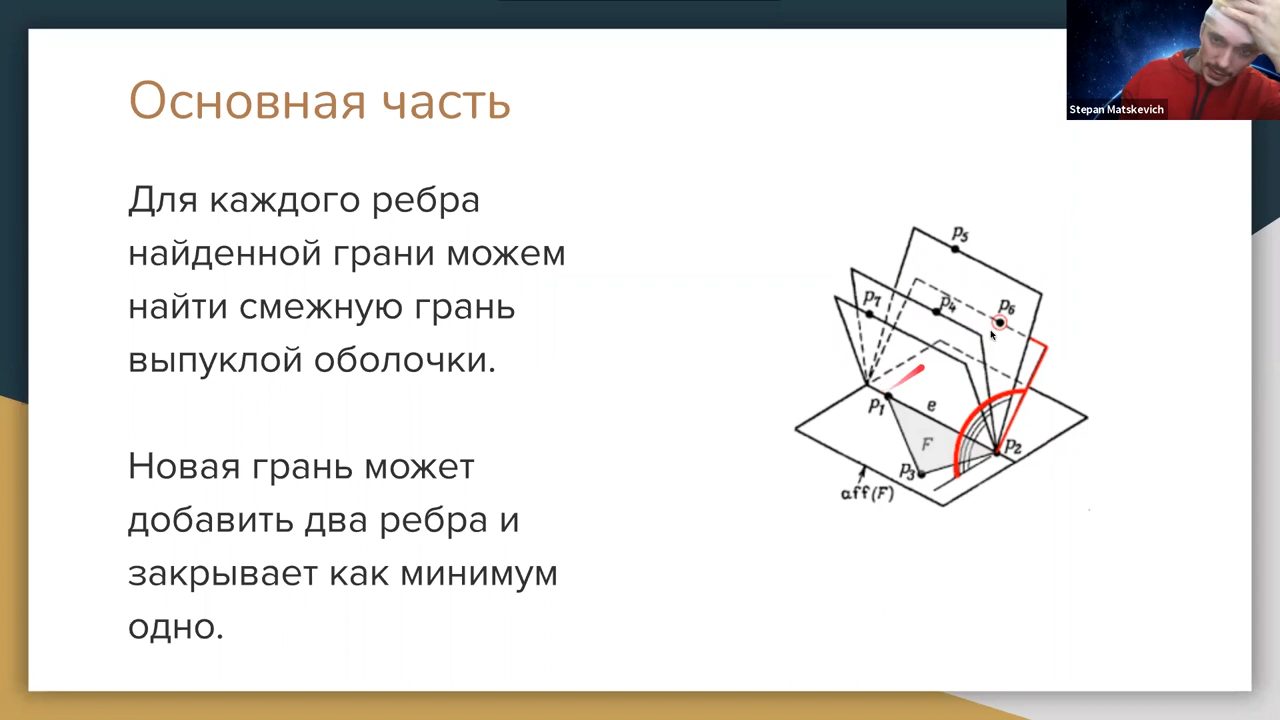 Основная часть
Stepan Matskevich
Для каждого ребра
найденной грани можем
найти смежную грань
выпуклой оболочки.
Новая грань может
добавить два ребра и
закрывает как минимум
одно.
p5
p7
p4
p6
p1
e
F
p2
p3
aff(F)